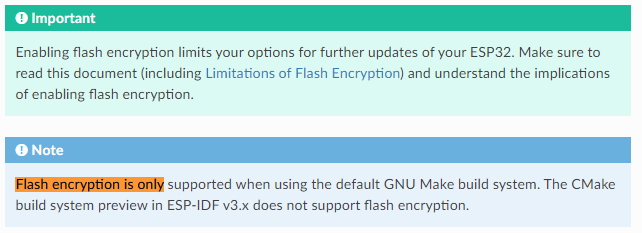 Important
Enabling flash encryption limits your options for further updates of your ESP32. Make sure to
read this document (including Limitations of Flash Encryption) and understand the implications
of enabling flash encryption.
Note
Flash encryption is only supported when using the default GNU Make build system. The CMake
build system preview in ESP-IDF v3.x does not support flash encryption.